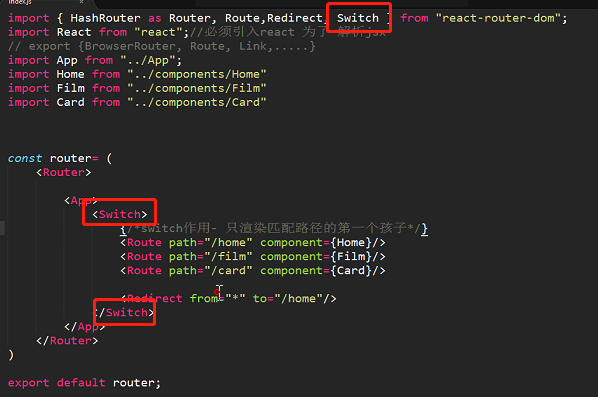 index.js
import { HashRouter as Router, Route,Redirect, Switch } from "react-router-dom";
import React from "react";//必须引入react 为了 解析jsx
// export {BrowserRouter, Route, Link,.....}
import App from "../App";
import Home from "../components/Home"
import Film from "../components/Film"
import Card from "../components/Card"
const router= (
<Router>
<App>
<Switch>
{/*switch作用- 只渲染匹配路径的第一个孩子*/}
<Route path="/home" component={Home}/>
<Route path="/film" component={Film}/>
<Route path="/card" component={Card}/>
<Redirect from="*" to="/home"/>
</Switch>
</App>
</Router>
)
export default router;